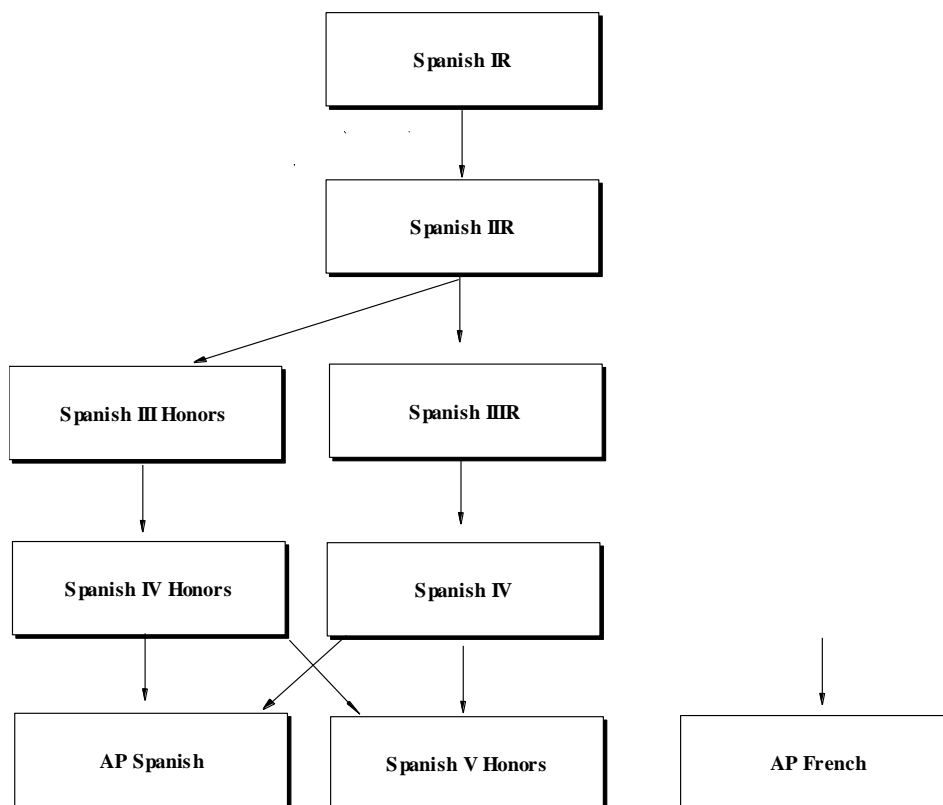 Spanish IR
Spanish IIR
Spanish III Honors
Spanish IIIR
Spanish IV Honors
Spanish IV
AP Spanish
Spanish V Honors
AP French